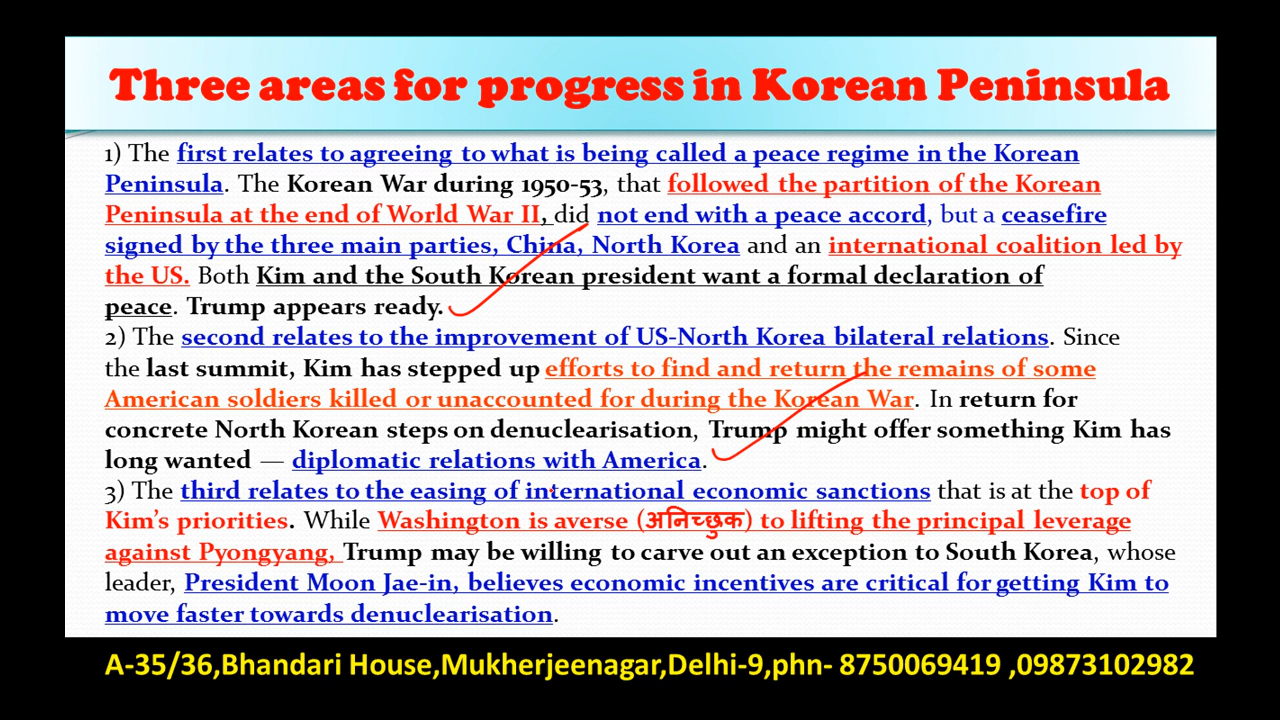 Three areas for progress in Korean Peninsula
1) The first relates to agreeing to what is being called a peace regime in the Korean
Peninsula. The Korean War during 1950-53, that followed the partition of the Korean
Peninsula at the end of World War II, did not end with a peace accord, but a ceasefire
signed by the three main parties, China, North Korea and an international coalition led by
the US. Both Kim and the South Korean president want a formal declaration of
peace. Trump appears ready.
2) The second relates to the improvement of US-North Korea bilateral relations. Since
the last summit, Kim has stepped up efforts to find and return the remains of some
American soldiers killed or unaccounted for during the Korean War. In return for
concrete North Korean steps on denuclearisation, Trump might offer something Kim has
long wanted — diplomatic relations with America.
3) The third relates to the easing of international economic sanctions that is at the top of
Kim's priorities. While Washington is averse (अनिच्छुक) to lifting the principal leverage
against Pyongyang, Trump may be willing to carve out an exception to South Korea, whose
leader, President Moon Jae-in, believes economic incentives are critical for getting Kim to
move faster towards denuclearisation.
A-35/36,Bhandari House,Mukherjeenagar,Delhi-9,phn- 8750069419 ,09873102982